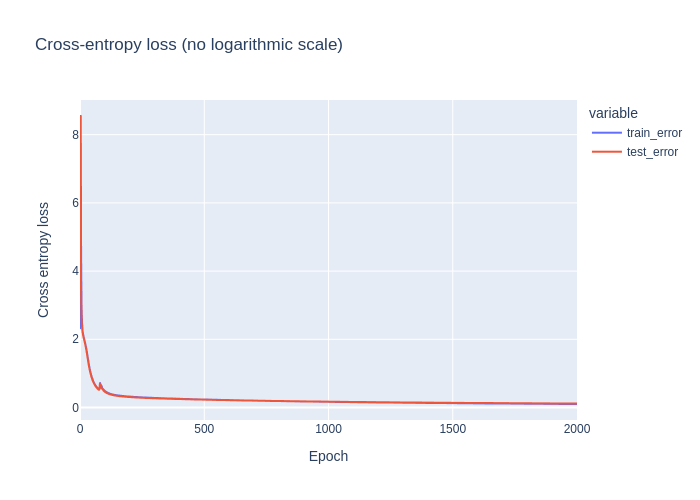 Cross-entropy loss (no logarithmic scale)
variable
train_error
test_error
8
6
4
2
0
Cross entropy loss
0
500
1000
1500
2000
Epoch